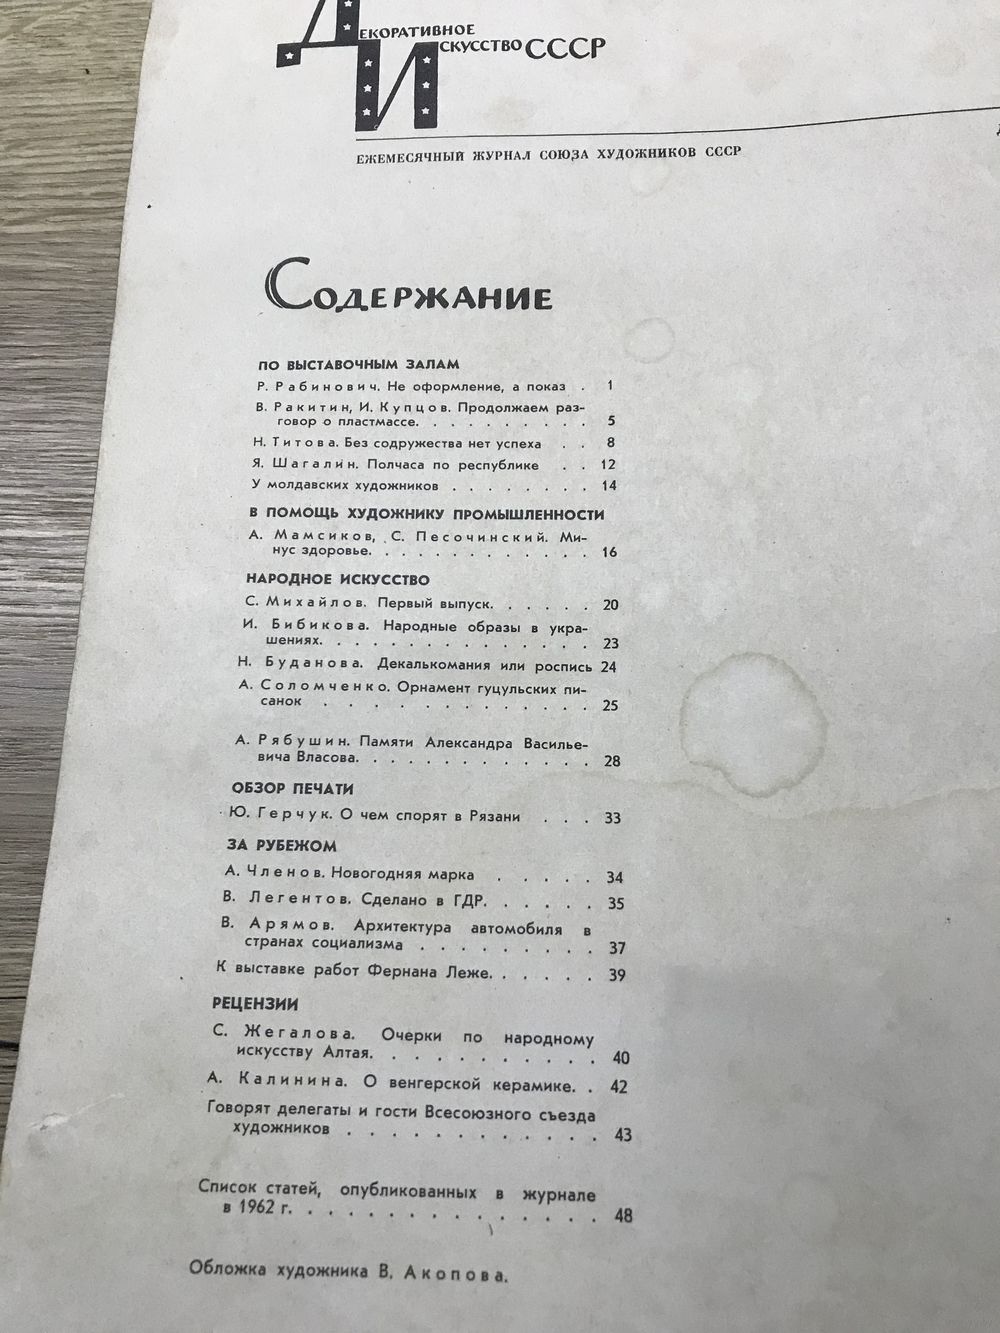 Декоративное
Искусство СССР
ЕЖЕМЕСЯЧНЫЙ ЖУРНАЛ СОЮЗА ХУДОЖНИКОВ СССР
Содержание
ПО ВЫСТАВОЧНЫМ ЗАЛАМ
Р. Рабинович. Не оформление, а показ . 1
В. Ракитин, И. Купцов. Продолжаем раз-
говор о пластмассе. . . . . . . . . 5
Н. Титова. Без содружества нет успеха . . 8
Я. Шагалин. Полчаса по республике . . 12
У молдавских художников . . . . . . . 14
В ПОМОЩЬ ХУДОЖНИКУ ПРОМЫШЛЕННОСТИ
А. Мамсиков, С. Песочинский. Ми-
нус здоровье. . . . . . . . . . . . 16
НАРОДНОЕ ИСКУССТВО
С. Михайлов. Первый выпуск. . . . . . 20
И. Бибикова. Народные образы в укра-
шениях. . . . . . . . . . . . . . 23
Н. Буданова. Декалькомания или роспись 24
А. Соломченко. Орнамент гуцульских пи-
санок . . . . . . . . . . . . 25
А. Рябушин. Памяти Александра Василье-
вича Власова. . . . . . . . . . . 28
ОБЗОР ПЕЧАТИ
Ю. Герчук. О чем спорят в Рязани . . . 33
ЗА РУБЕЖОМ
А. Членов. Новогодняя марка . . . . . 34
В. Легентов. Сделано в ГДР. . . . . . 35
В. Арямов. Архитектура автомобиля в
странах социализма . . . . . . . . . 37
К выставке работ Фернана Леже. . . . . 39
РЕЦЕНЗИИ
С. Жегалова. Очерки по народному
искусству Алтая. . . . . . . . . . 40
А. Калинина. О венгерской керамике. . 42
Говорят делегаты и гости Всесоюзного съезда
художников . . . . . . . . . . . 43
Список статей, опубликованных в журнале
в 1962 г. . . . . . . . . . . . . . 48
Обложка художника В. Акопова.